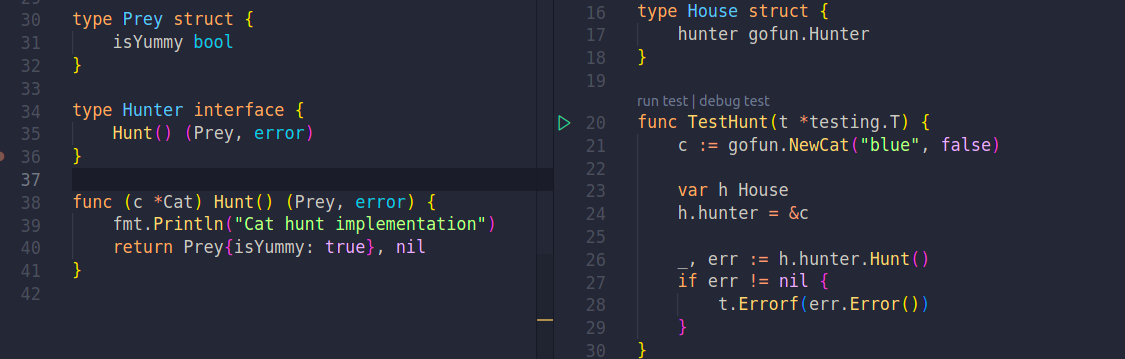 30 type Prey struct {
31 isYummy bool
32 }
33
34 type Hunter interface {
35 Hunt() (Prey, error)
36 }
37
38 func (c *Cat) Hunt() (Prey, error) {
39 fmt.Println("Cat hunt implementation")
40 return Prey{isYummy: true}, nil
41 }
42
16 type House struct {
17 hunter gofun.Hunter
18 }
19
run test | debug test
20 func TestHunt(t *testing.T) {
21 c := gofun.NewCat("blue", false)
22
23 var h House
24 h.hunter = &c
25
26 _, err := h.hunter.Hunt()
27 if err != nil {
28 t.Errorf(err.Error())
29 }
30 }